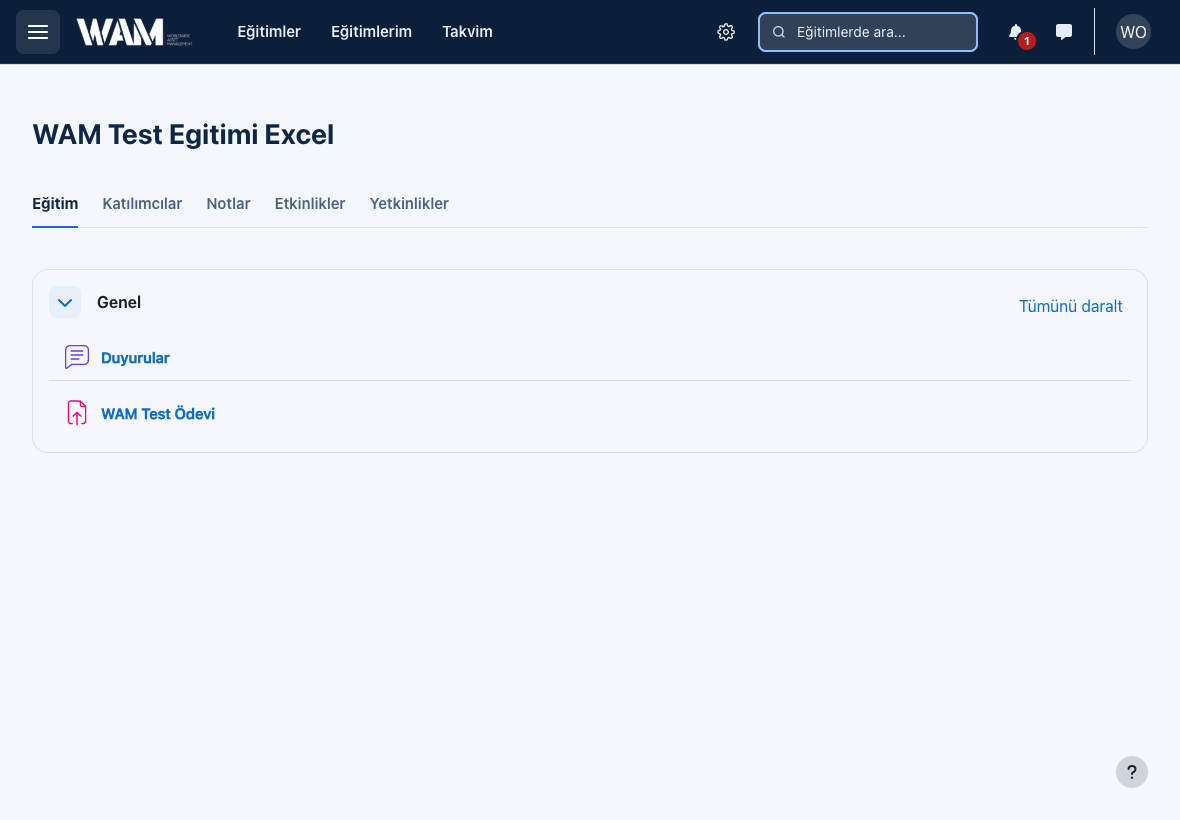 WAM
Eğitimler
Eğitimlerim
Takvim
Eğitimlerde ara...
1
WO
WAM Test Egitimi Excel
Eğitim
Katılımcılar
Notlar
Etkinlikler
Yetkinlikler
Genel
Tümünü daralt
Duyurular
WAM Test Ödevi
?